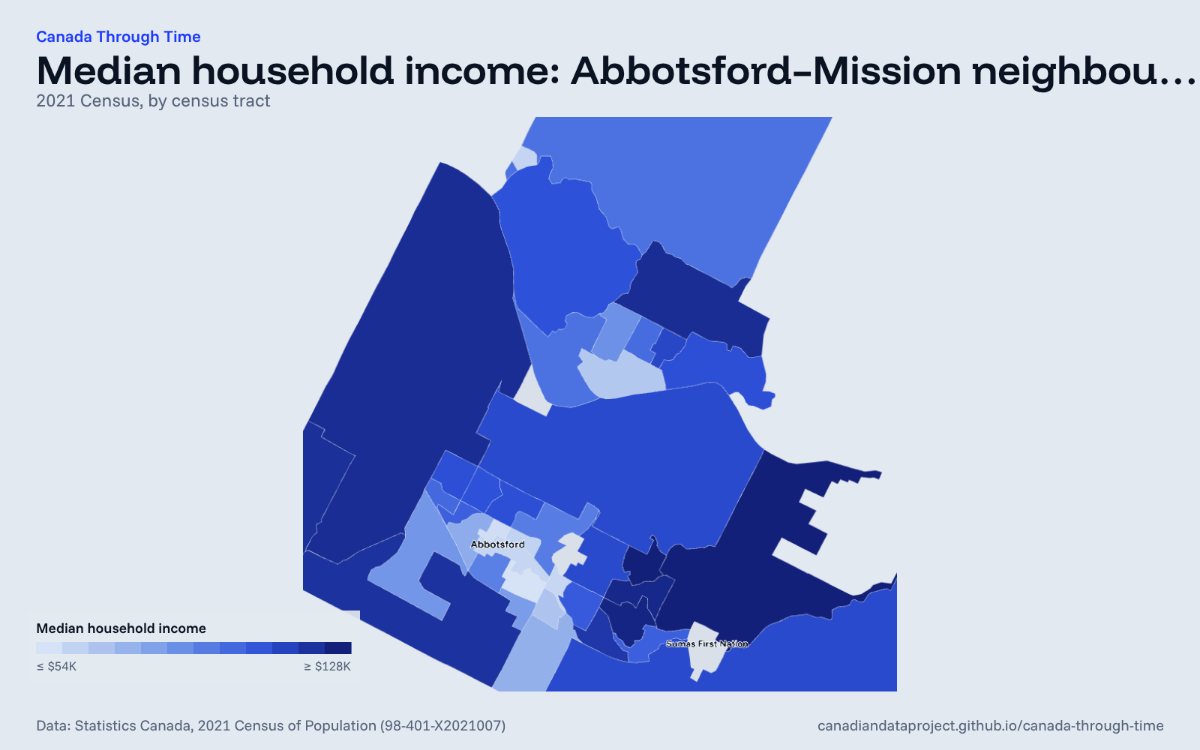 Canada Through Time
Median household income: Abbotsford–Mission neighbou…
2021 Census, by census tract
Abbotsford
Sumas First Nation
Median household income
≤ $54K
≥ $128K
Data: Statistics Canada, 2021 Census of Population (98-401-X2021007)
canadiandataproject.github.io/canada-through-time